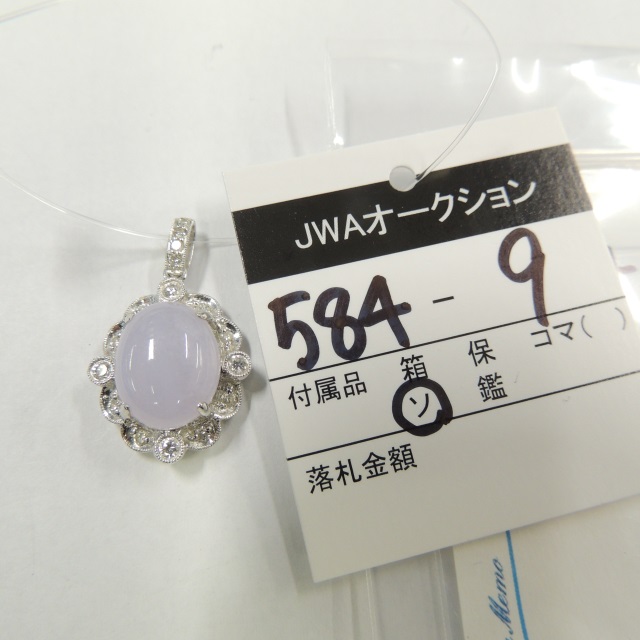 JWAオークション
584-9
付属品 箱 保 コマ( )
ソ 鑑
落札金額
Memo